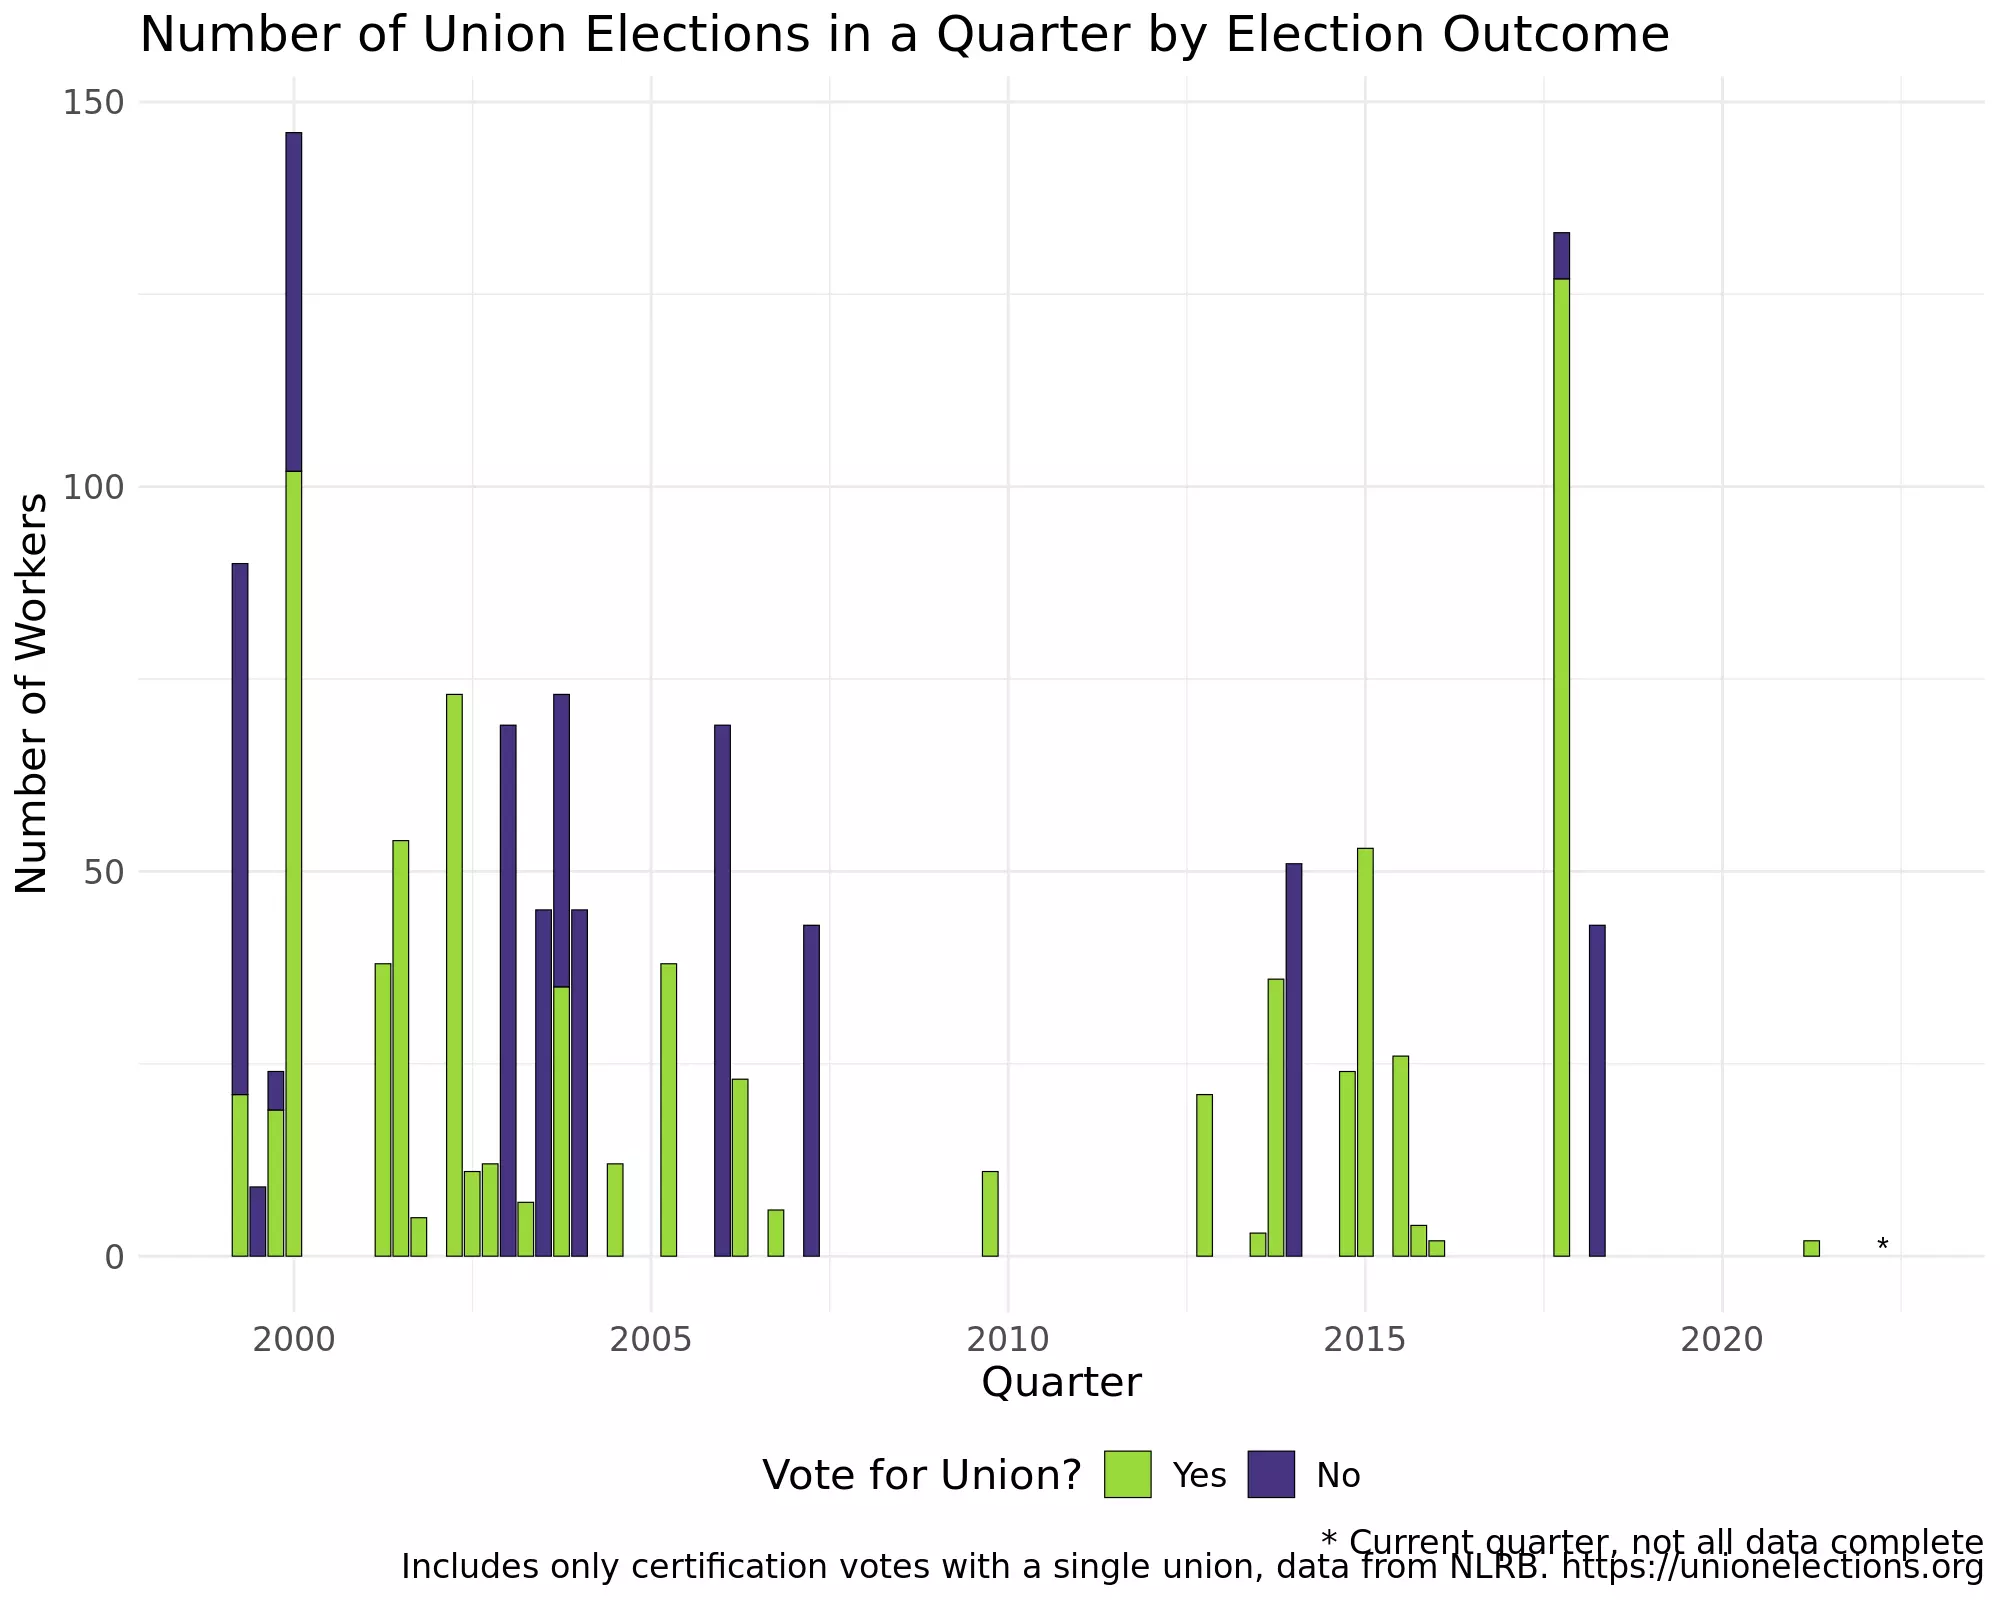 Number of Union Elections in a Quarter by Election Outcome
150
100
50
0
Number of Workers
*
2000 2005 2010 2015 2020
Quarter
Vote for Union? Yes No
* Current quarter, not all data complete
Includes only certification votes with a single union, data from NLRB. https://unionelections.org